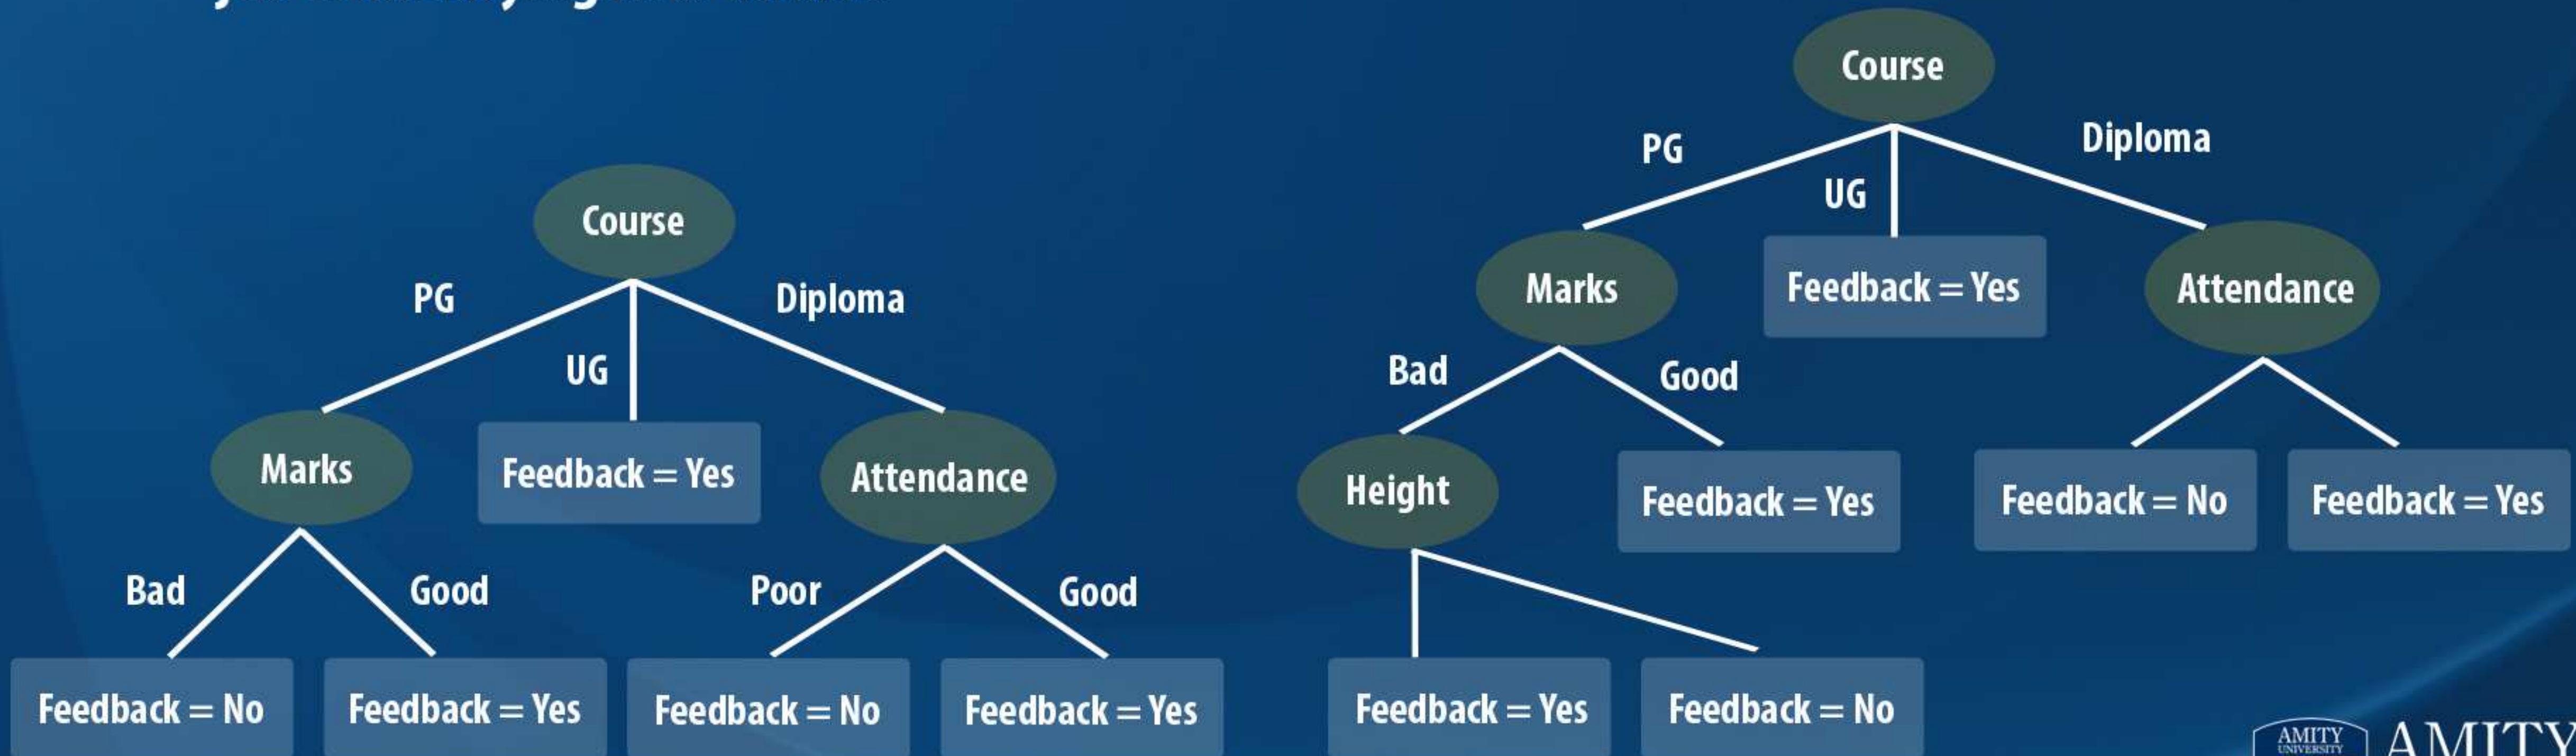 Course
PG
UG
Diploma
Marks
Feedback = Yes
Attendance
Bad
Good
Poor
Good
Feedback = No
Feedback = Yes
Feedback = No
Feedback = Yes
Course
PG
UG
Diploma
Marks
Feedback = Yes
Attendance
Bad
Good
Height
Feedback = Yes
Feedback = No
Feedback = Yes
Feedback = Yes
Feedback = No
AMITY
UNIVERSITY
AMITY